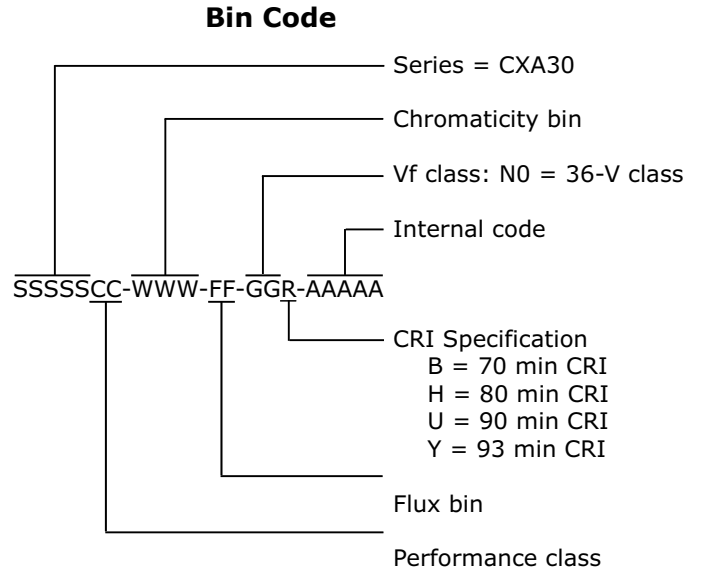 Bin Code
Series = CXA30
Chromaticity bin
Vf class: N0 = 36-V class
Internal code
SSSSSCC-WWW-FF-GGR-AAAAA
CRI Specification
B = 70 min CRI
H = 80 min CRI
U = 90 min CRI
Y = 93 min CRI
Flux bin
Performance class